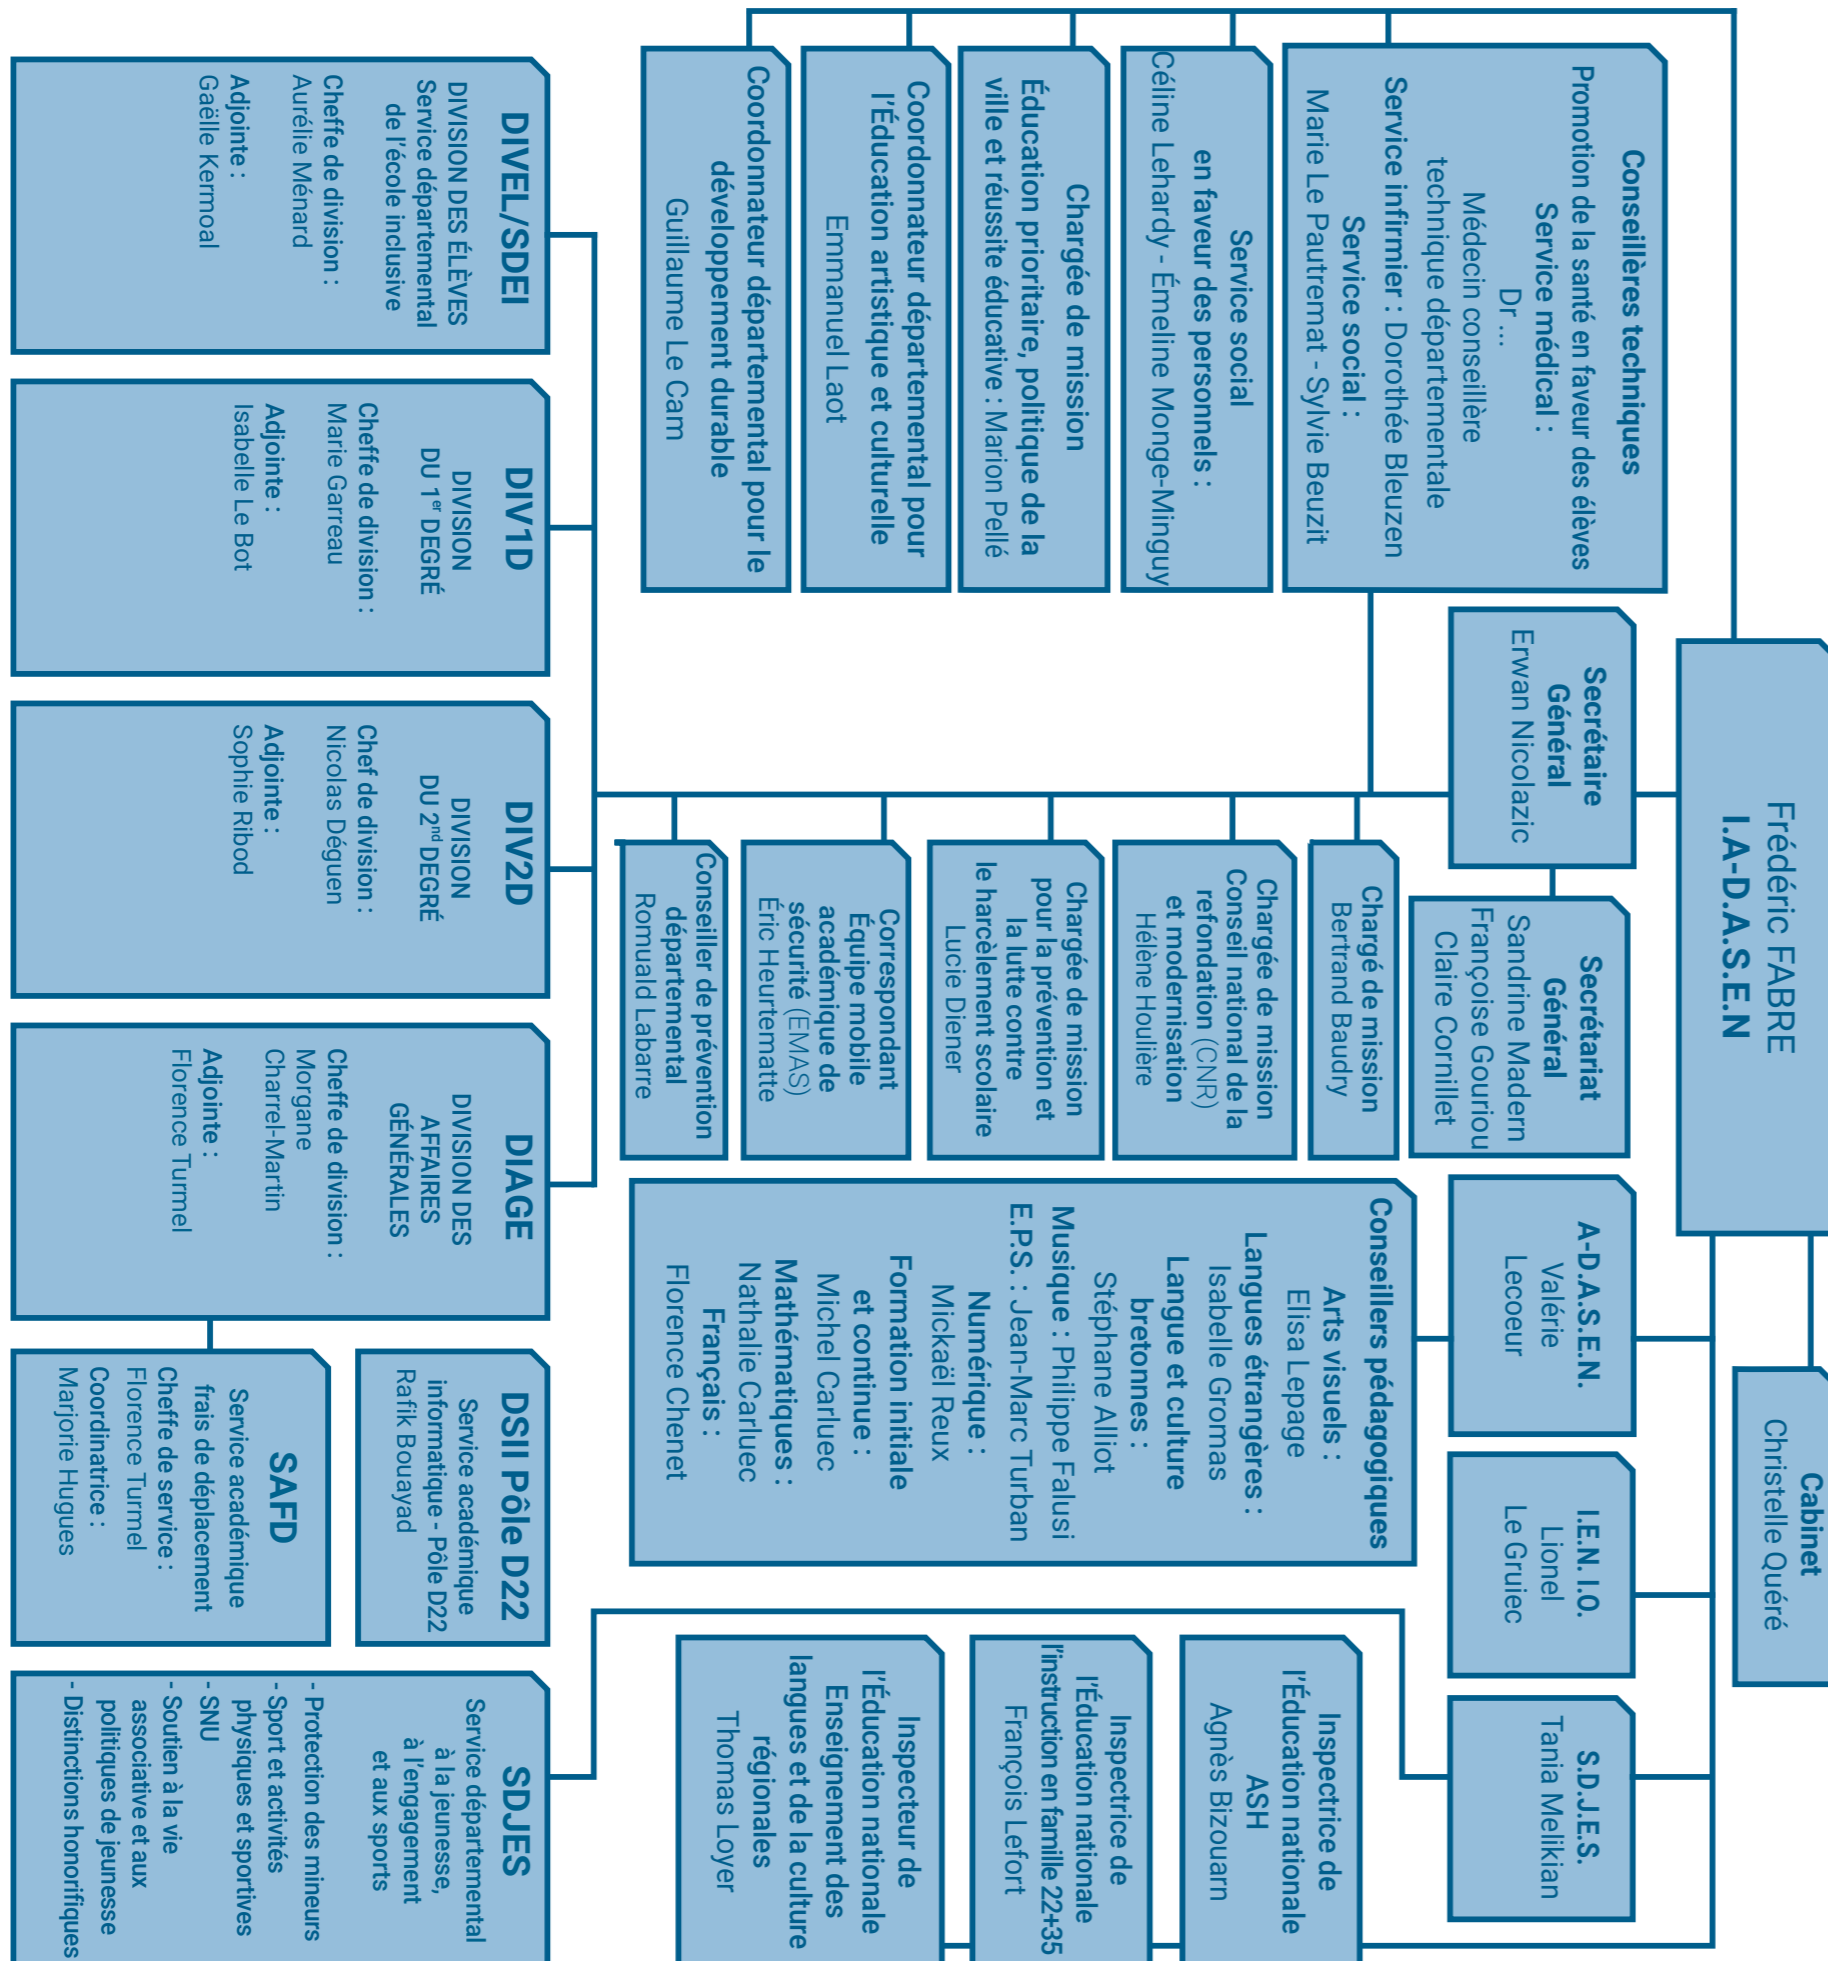 Frédéric FABRE
I.A-D.A.S.E.N
Cabinet
Christelle Quéré
Secrétaire
Général
Erwan Nicolazic
Secrétariat
Général
Sandrine Madern
Françoise Gouriou
Claire Cornillet
A-D.A.S.E.N.
Valérie
Lecoeur
I.E.N. I.O.
Lionel
Le Gruiec
S.D.J.E.S.
Tania Melikian
Conseillères techniques
Promotion de la santé en faveur des élèves
Service médical :
Dr ...
Médecin conseillère
technique départementale
Service infirmier : Dorothée Bleuzen
Service social :
Marie Le Pautremat - Sylvie Beuzit
Service social
en faveur des personnels :
Céline Lehardy - Émeline Monge-Minguy
Chargée de mission
Éducation prioritaire, politique de la
ville et réussite éducative : Marion Pellé
Coordonnateur départemental pour
l'Éducation artistique et culturelle
Emmanuel Laot
Coordonnateur départemental pour le
développement durable
Guillaume Le Cam
Chargé de mission
Bertrand Baudry
Chargée de mission
Conseil national de la
refondation (CNR)
et modernisation
Hélène Houlière
Chargée de mission
pour la prévention et
la lutte contre
le harcèlement scolaire
Lucie Diener
Correspondant
Équipe mobile
académique de
sécurité (EMAS)
Éric Heurtematte
Conseiller de prévention
départemental
Romuald Labarre
Conseillers pédagogiques
Arts visuels :
Elisa Lepage
Langues étrangères :
Isabelle Gromas
Langue et culture
bretonnes :
Stéphane Alliot
Musique : Philippe Falusi
E.P.S. : Jean-Marc Turban
Numérique :
Mickaël Reux
Formation initiale
et continue :
Michel Carluec
Mathématiques :
Nathalie Carluec
Français :
Florence Chenet
Inspectrice de
l'Éducation nationale
ASH
Agnès Bizouarn
Inspectrice de
l'Éducation nationale
l'instruction en famille 22+35
François Lefort
Inspecteur de
l'Éducation nationale
Enseignement des
langues et de la culture
régionales
Thomas Loyer
DIVEL/SDEI
DIVISION DES ÉLÈVES
Service départemental
de l'école inclusive
Cheffe de division :
Aurélie Ménard
Adjointe :
Gaëlle Kermoal
DIV1D
DIVISION
DU 1er DEGRÉ
Cheffe de division :
Marie Garreau
Adjointe :
Isabelle Le Bot
DIV2D
DIVISION
DU 2nd DEGRÉ
Chef de division :
Nicolas Déguen
Adjointe :
Sophie Ribod
DIAGE
DIVISION DES
AFFAIRES
GÉNÉRALES
Cheffe de division :
Morgane
Charrel-Martin
Adjointe :
Florence Turmel
DSII Pôle D22
Service académique
informatique - Pôle D22
Rafik Bouayad
SAFD
Service académique
frais de déplacement
Cheffe de service :
Florence Turmel
Coordinatrice :
Marjorie Hugues
SDJES
Service départemental
à la jeunesse,
à l'engagement
et aux sports
- Protection des mineurs
- Sport et activités
physiques et sportives
- SNU
- Soutien à la vie
associative et aux
politiques de jeunesse
- Distinctions honorifiques